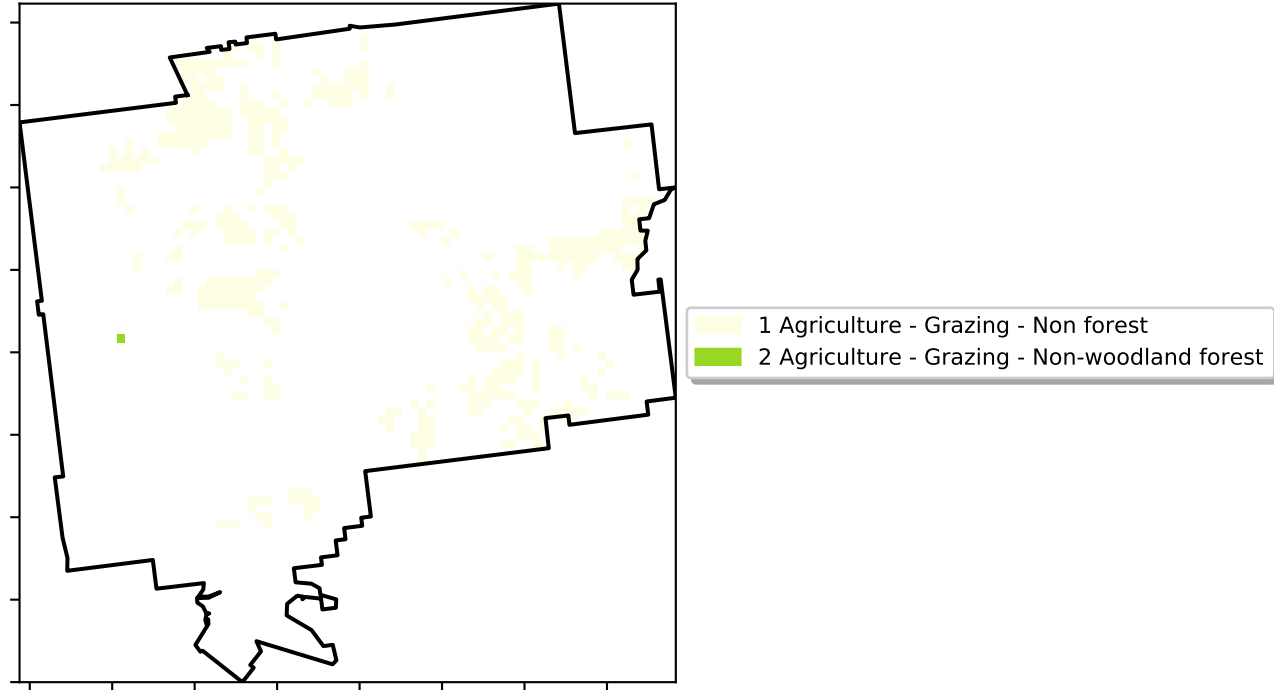 1 Agriculture - Grazing - Non forest
2 Agriculture - Grazing - Non-woodland forest